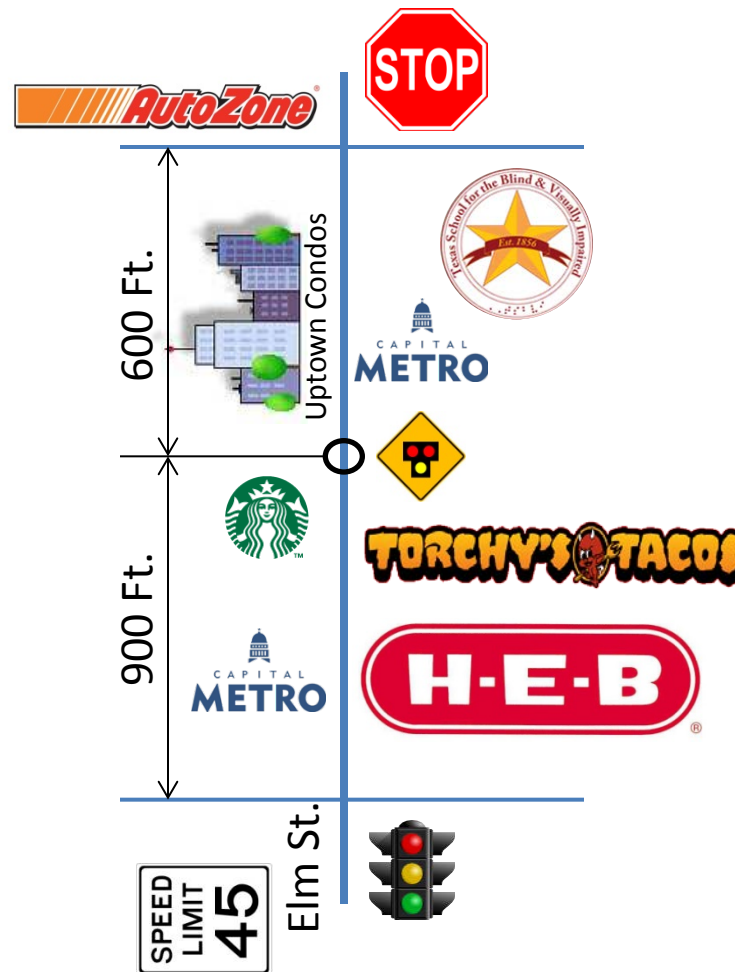 STOP
AutoZone
®
Texas School for the Blind & Visually Impaired
Est. 1856
600 Ft.
Uptown Condos
CAPITAL
METRO
TM
TORCHY'S TACOS
900 Ft.
CAPITAL
METRO
H-E-B
®
Elm St.
SPEED
LIMIT
45